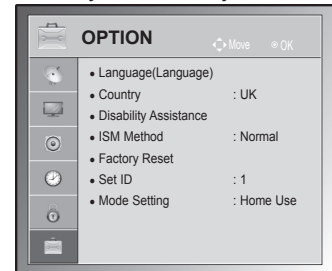 OPTION
Move OK
• Language(Language)
• Country : UK
• Disability Assistance
• ISM Method : Normal
• Factory Reset
• Set ID : 1
• Mode Setting : Home Use